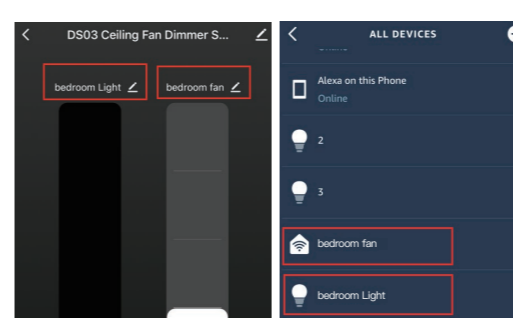 DS03 Ceiling Fan Dimmer S...
bedroom Light
bedroom fan
ALL DEVICES
Alexa on this Phone
Online
2
3
bedroom fan
bedroom Light